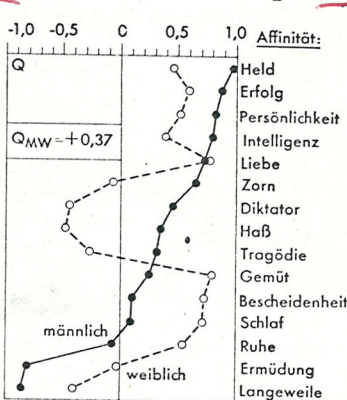 -1,0 -0,5 0 0,5 1,0 Affinität:
Q
Held
Erfolg
Persönlichkeit
QMW=+0,37
Intelligenz
Liebe
Zorn
Diktator
Haß
Tragödie
Gemüt
Bescheidenheit
Schlaf
männlich
Ruhe
weiblich
Ermüdung
Langeweile